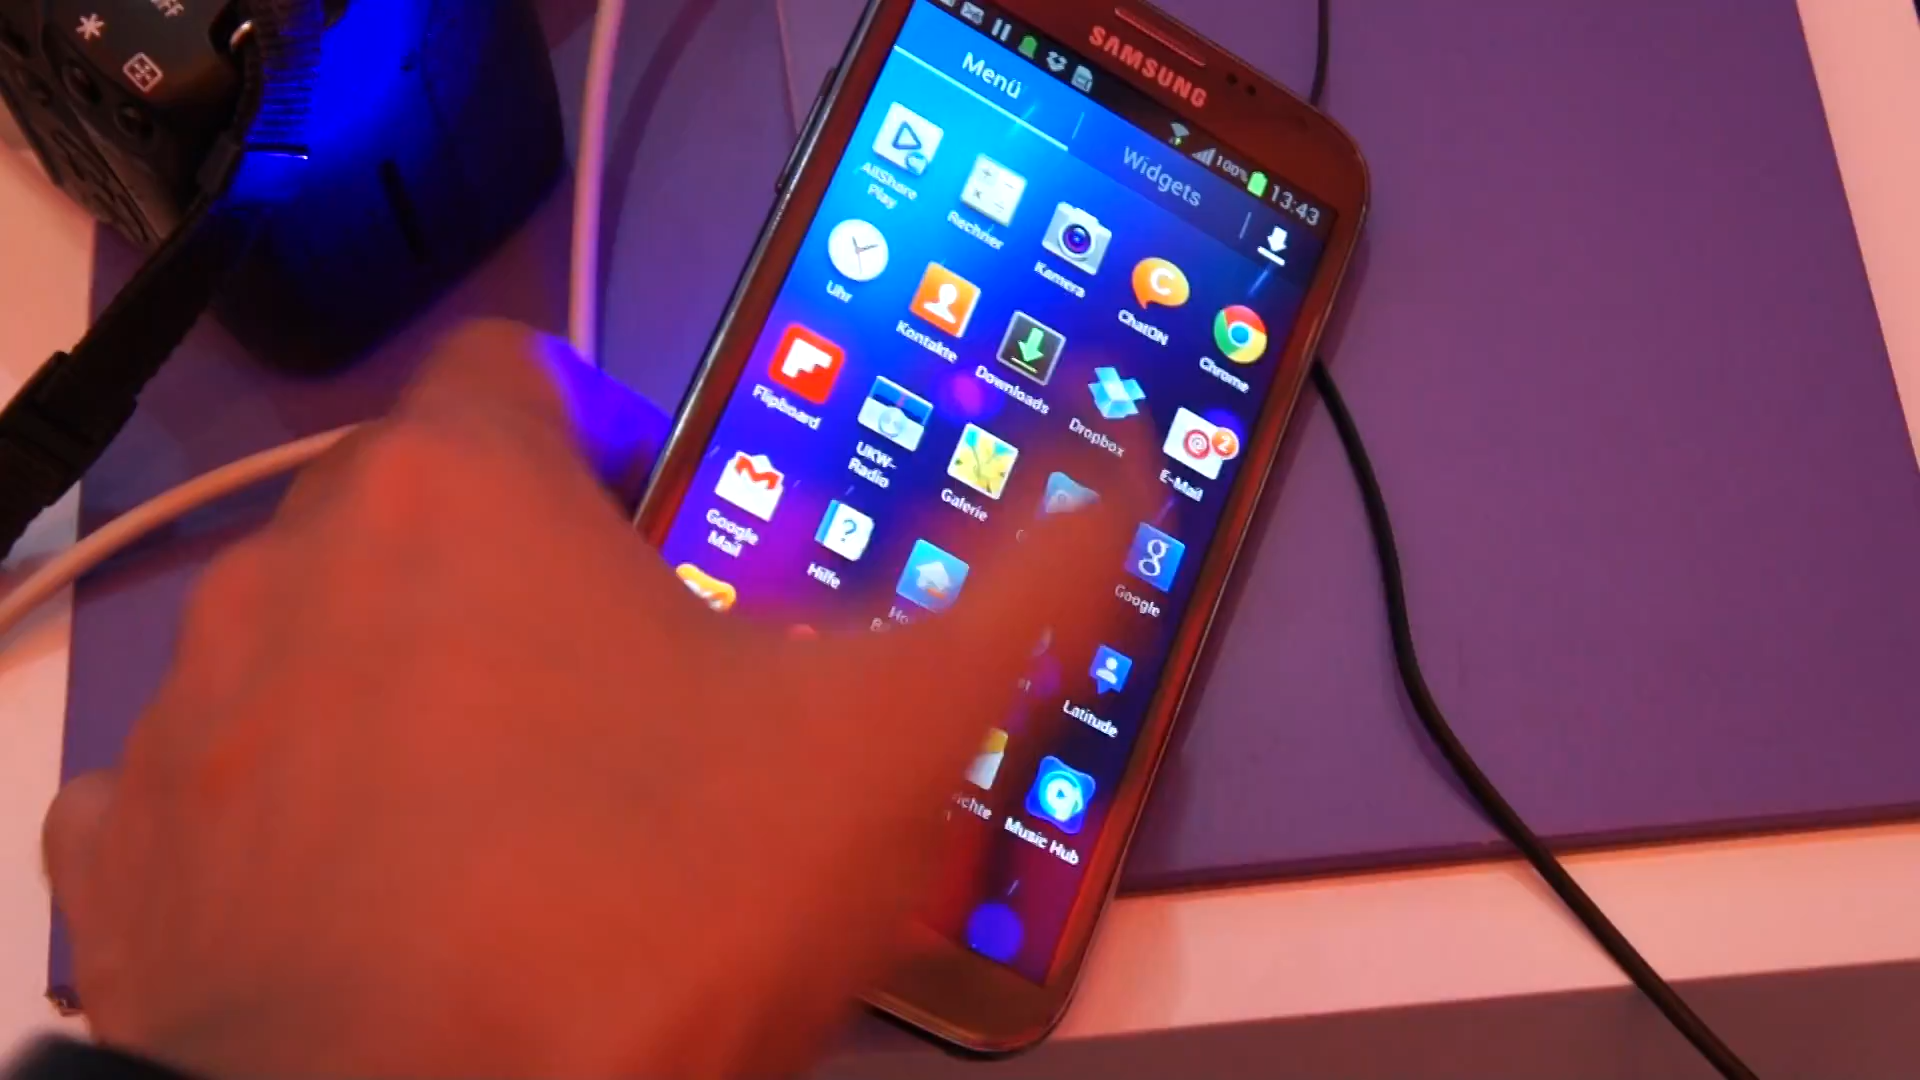 SAMSUNG
100%
13:43
Menü
Widgets
AllShare
Play
Rechner
Kamera
ChatON
Chrome
Uhr
Kontakte
Downloads
Dropbox
2
E-Mail
Flipboard
UKW-
Radio
Galerie
Google
Google
Mail
Hilfe
Latitude
Music Hub